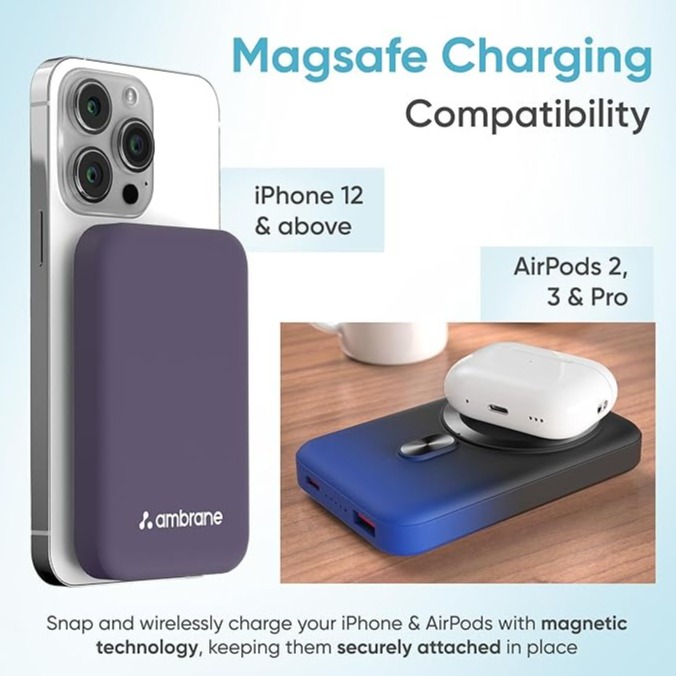 Magsafe Charging
Compatibility
iPhone 12
& above
AirPods 2,
3 & Pro
ambrane
Snap and wirelessly charge your iPhone & AirPods with magnetic
technology, keeping them securely attached in place